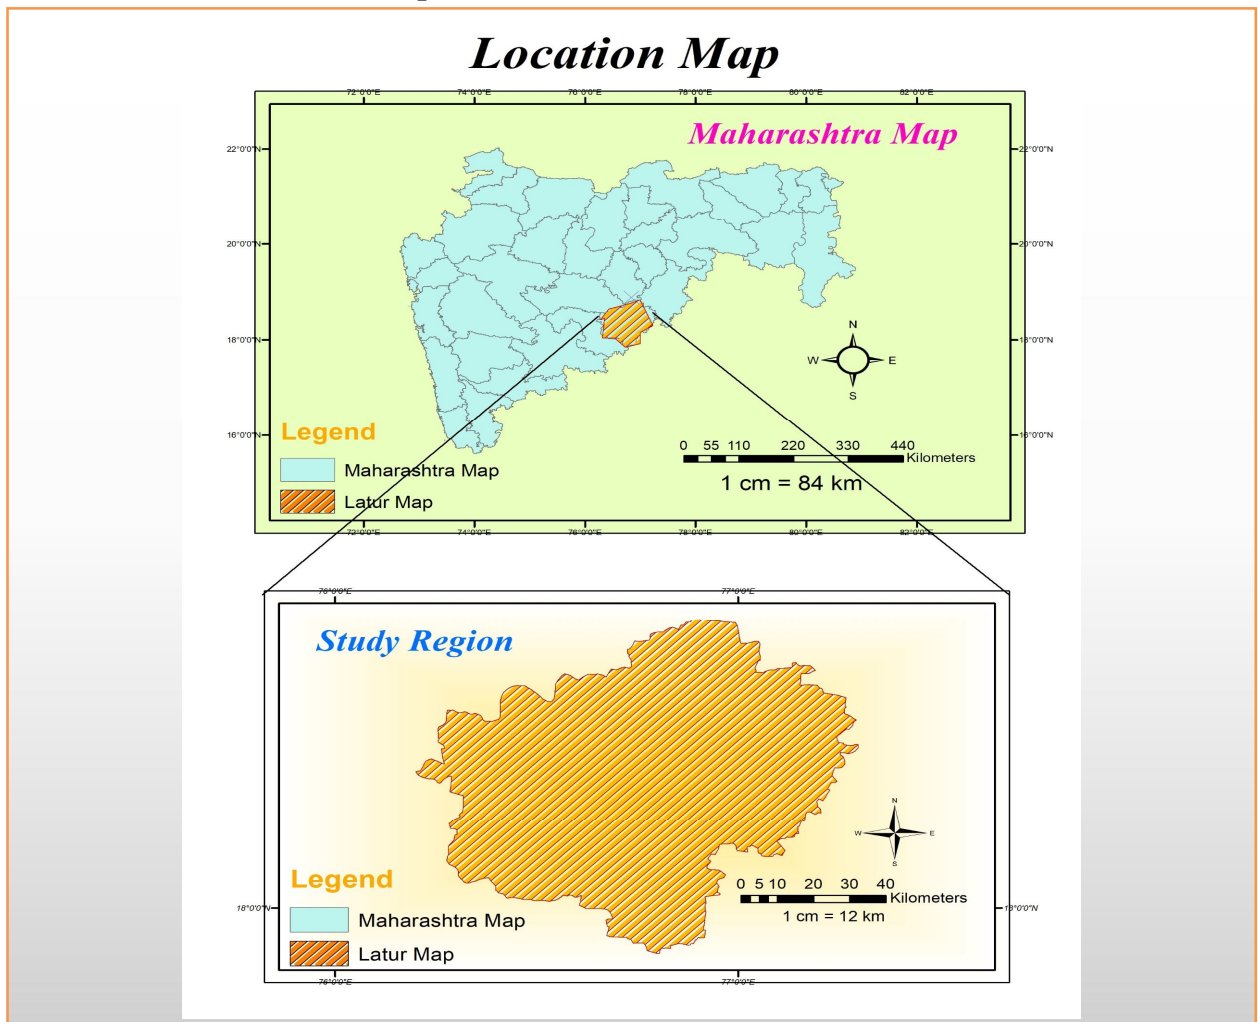 Location Map
72°0'0"E 74°0'0"E 76°0'0"E 78°0'0"E 80°0'0"E 82°0'0"E
Maharashtra Map
22°0'0"N 22°0'0"N
20°0'0"N 20°0'0"N
18°0'0"N 18°0'0"N
N
W E
S
16°0'0"N 16°0'0"N
Legend
Maharashtra Map
Latur Map
0 55 110 220 330 440
Kilometers
1 cm = 84 km
72°0'0"E 74°0'0"E 76°0'0"E 78°0'0"E 80°0'0"E 82°0'0"E
76°0'0"E 77°0'0"E
Study Region
N
W E
S
Legend
Maharashtra Map
Latur Map
0 5 10 20 30 40
Kilometers
1 cm = 12 km
18°0'0"N 18°0'0"N
76°0'0"E 77°0'0"E